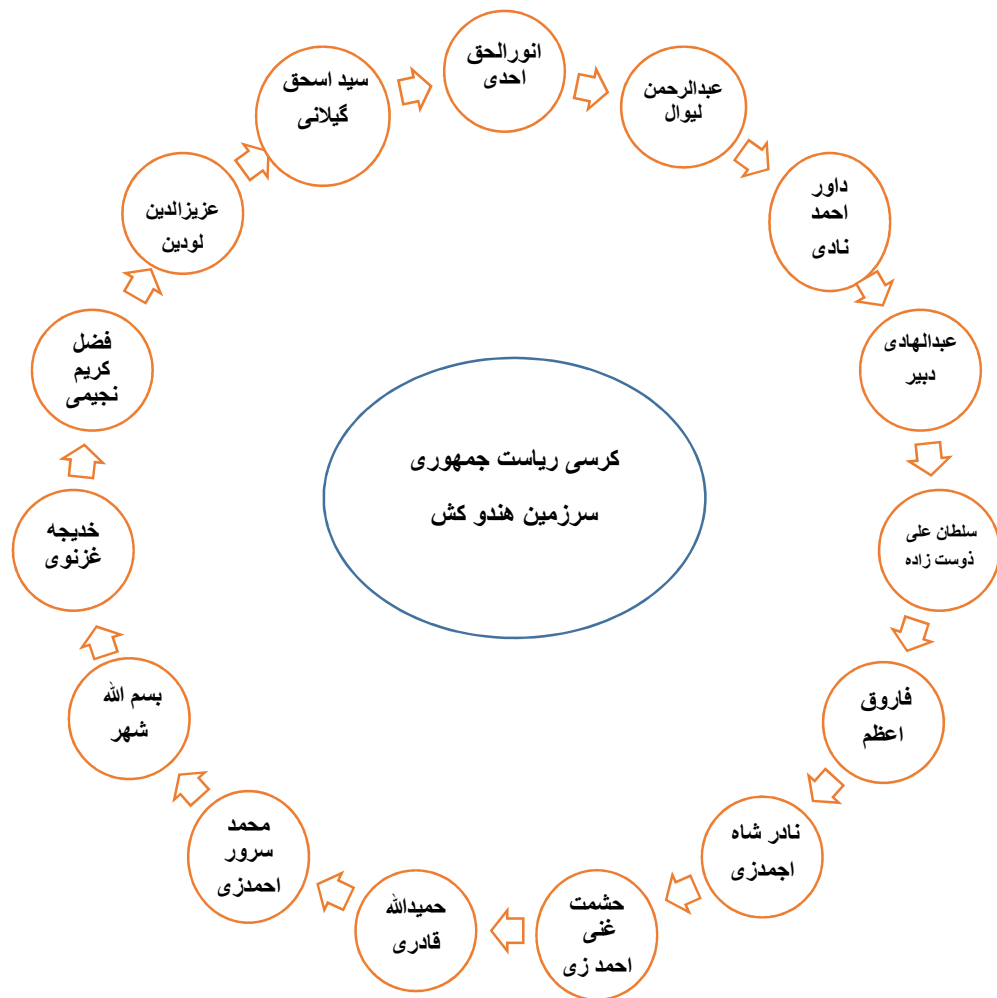 انورالحق
احدی
عبدالرحمن
لیوال
داور
احمد
نادی
عبدالهادی
دبیر
سلطان علی
ذوست زاده
فاروق
اعظم
نادر شاه
اجمدزی
حشمت
غنی
احمد زی
حمیدالله
قادری
محمد
سرور
احمدزی
بسم الله
شهر
خدیجه
غزنوی
فضل
کریم
نجیمی
عزیزالدین
لودین
سید اسحق
گیلانی
کرسی ریاست جمهوری
سرزمین هندو کش